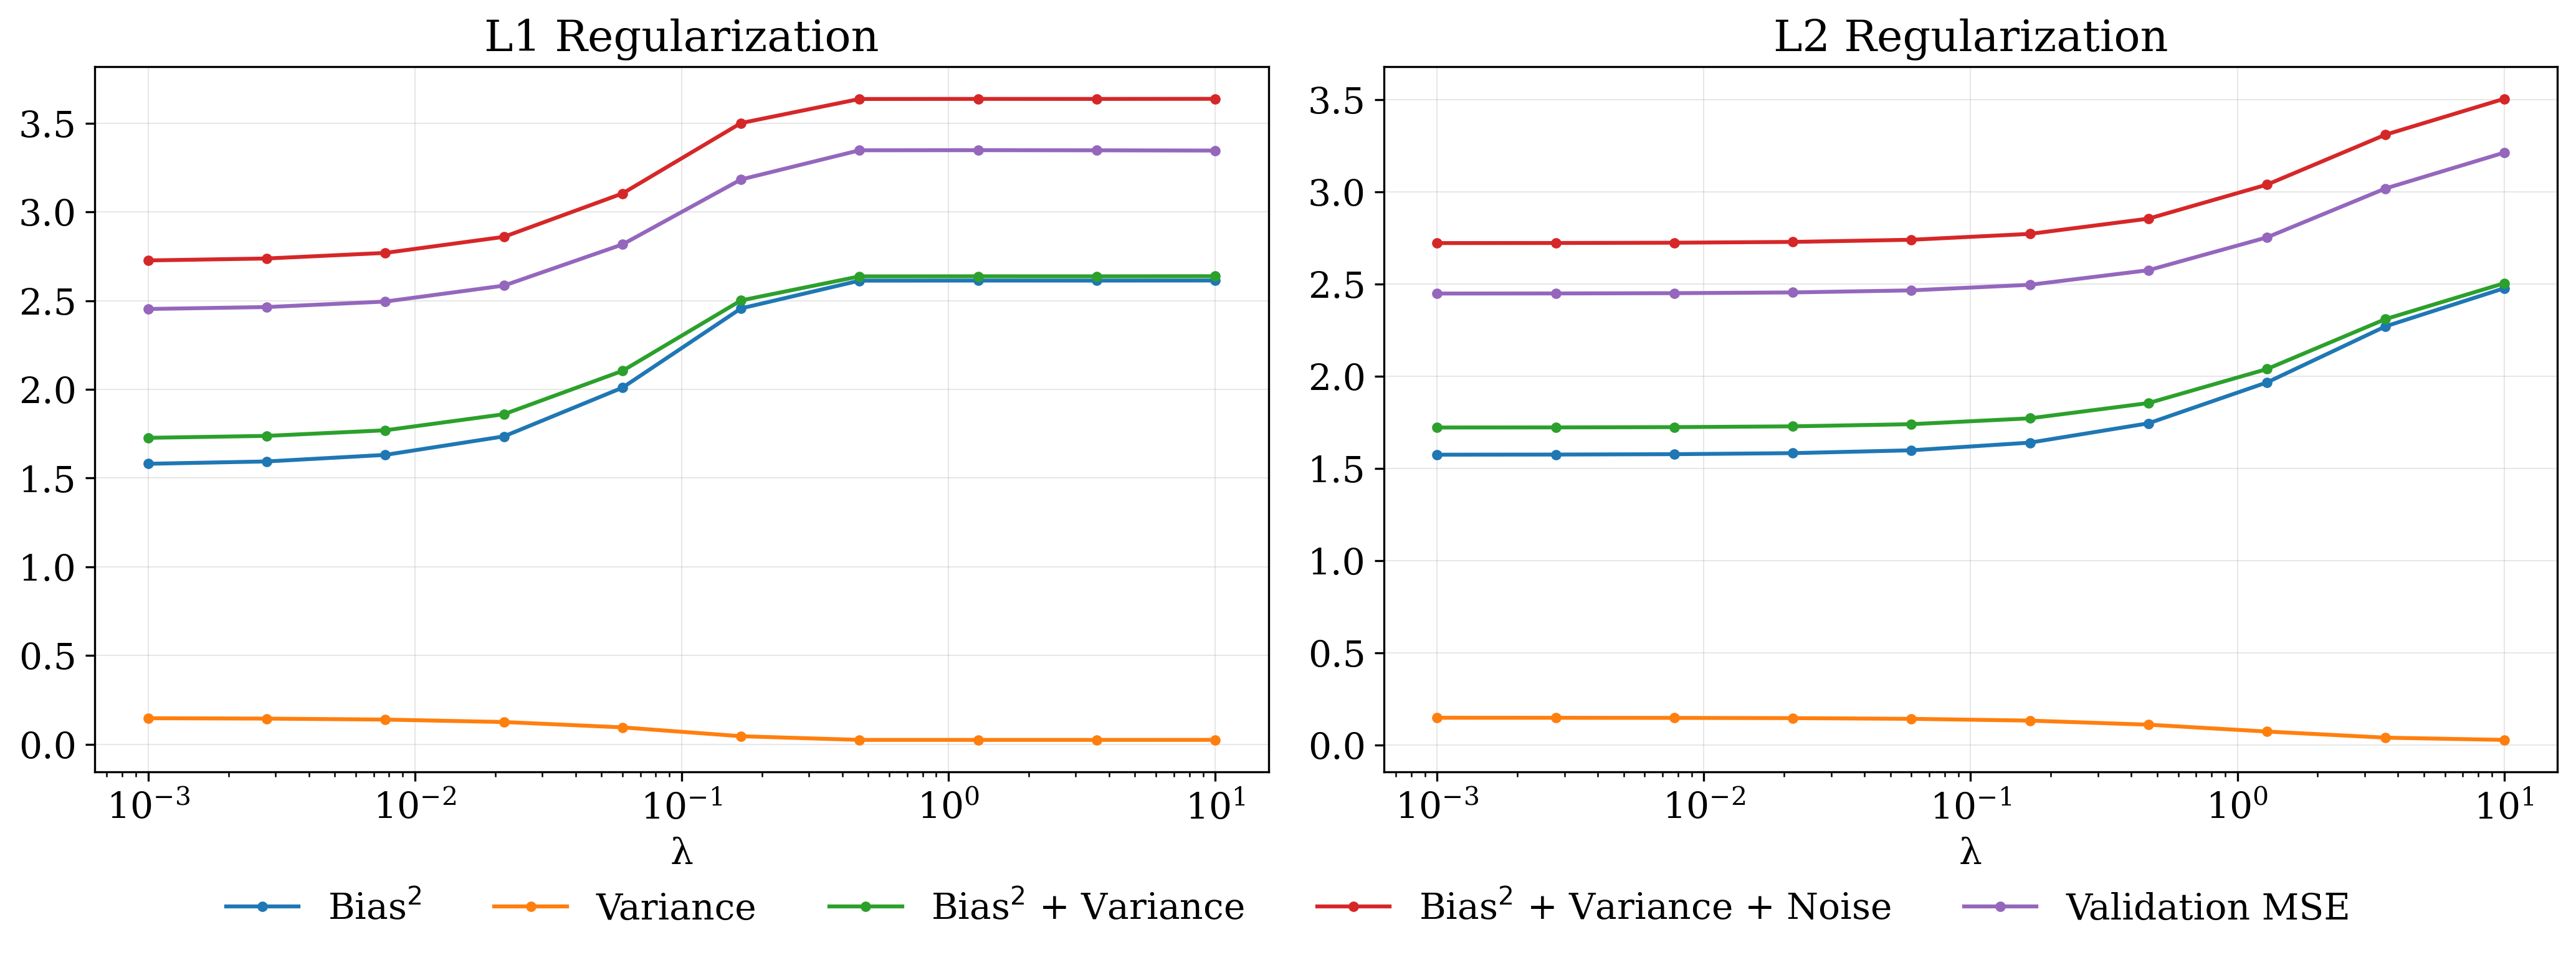 L1 Regularization
3.5
3.0
2.5
2.0
1.5
1.0
0.5
0.0
10⁻³ 10⁻² 10⁻¹ 10⁰ 10¹
λ
L2 Regularization
3.5
3.0
2.5
2.0
1.5
1.0
0.5
0.0
10⁻³ 10⁻² 10⁻¹ 10⁰ 10¹
λ
Bias² Variance Bias² + Variance Bias² + Variance + Noise Validation MSE